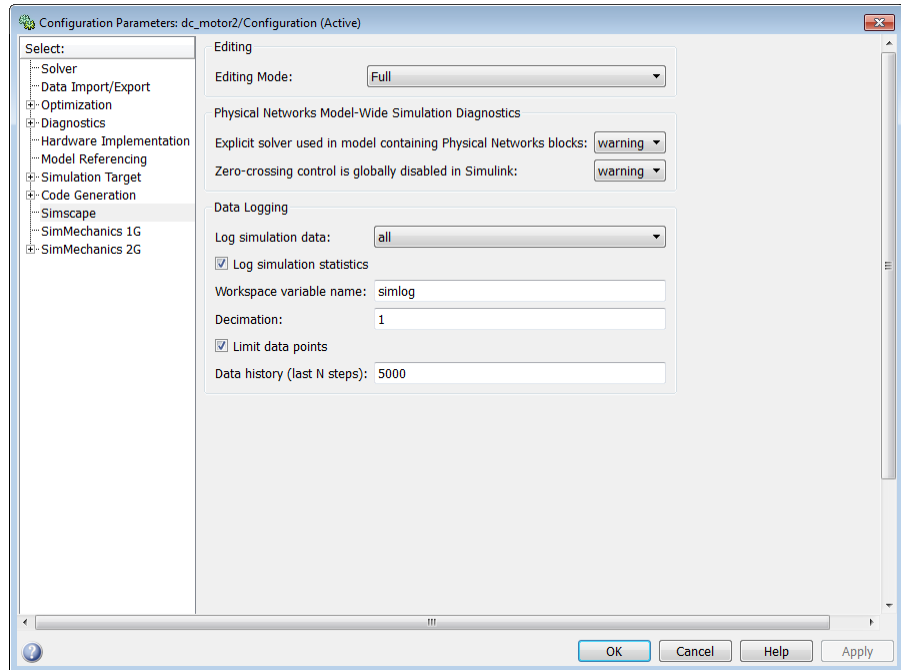 Configuration Parameters: dc_motor2/Configuration (Active)
Select:
Solver
Data Import/Export
Optimization
Diagnostics
Hardware Implementation
Model Referencing
Simulation Target
Code Generation
Simscape
SimMechanics 1G
SimMechanics 2G
Editing
Editing Mode: Full
Physical Networks Model-Wide Simulation Diagnostics
Explicit solver used in model containing Physical Networks blocks: warning
Zero-crossing control is globally disabled in Simulink: warning
Data Logging
Log simulation data: all
Log simulation statistics
Workspace variable name: simlog
Decimation: 1
Limit data points
Data history (last N steps): 5000
? OK Cancel Help Apply